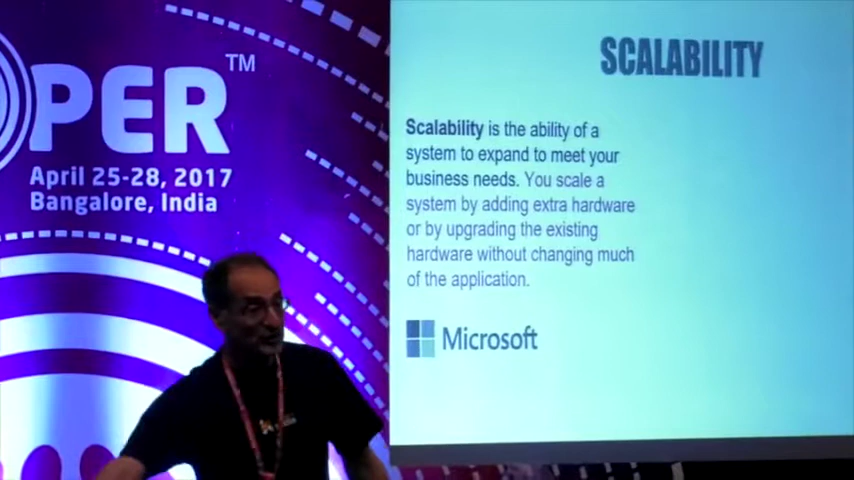 PER™
April 25-28, 2017
Bangalore, India
SCALABILITY
Scalability is the ability of a
system to expand to meet your
business needs. You scale a
system by adding extra hardware
or by upgrading the existing
hardware without changing much
of the application.
Microsoft